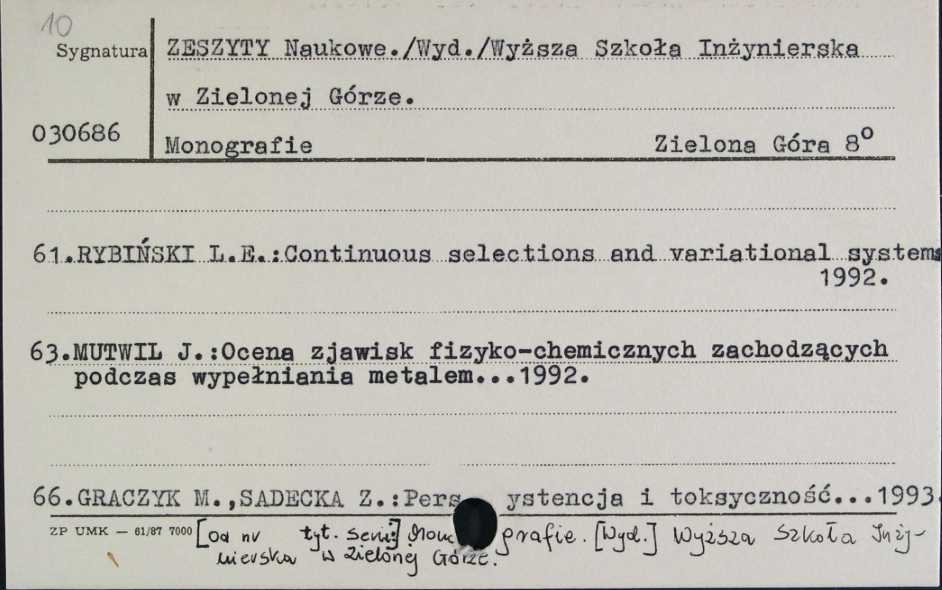 10
Sygnatura
ZESZYTY Naukowe./Wyd./Wyższa Szkoła Inżynierska
w Zielonej Górze.
030686
Monografie Zielona Góra 8°
61.RYBIŃSKI L.E.:Continuous selections and variational systems
1992.
63.MUTWIL J.:Ocena zjawisk fizyko-chemicznych zachodzących
podczas wypełniania metalem...1992.
66.GRACZYK M.,SADECKA Z.:Pers ystencja i toksyczność...1993
ZP UMK — 61/87 7000 [od nr tyt. serii] Mono grafie. [Wyd.] Wyższa Szkoła Inży-
nierska w Zielonej Górze.